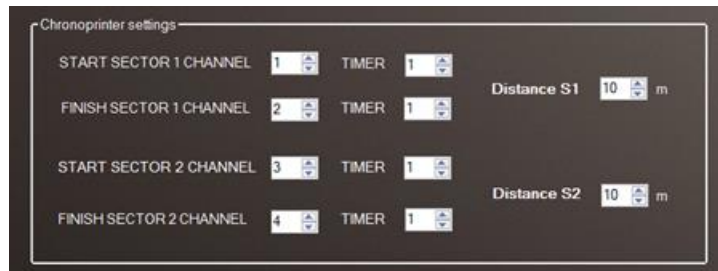 Chronoprinter settings
START SECTOR 1 CHANNEL 1 TIMER 1
Distance S1 10 m
FINISH SECTOR 1 CHANNEL 2 TIMER 1
START SECTOR 2 CHANNEL 3 TIMER 1
Distance S2 10 m
FINISH SECTOR 2 CHANNEL 4 TIMER 1